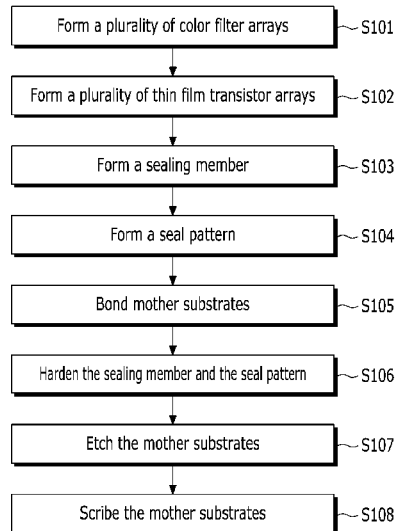 Form a plurality of color filter arrays S101
Form a plurality of thin film transistor arrays S102
Form a sealing member S103
Form a seal pattern S104
Bond mother substrates S105
Harden the sealing member and the seal pattern S106
Etch the mother substrates S107
Scribe the mother substrates S108